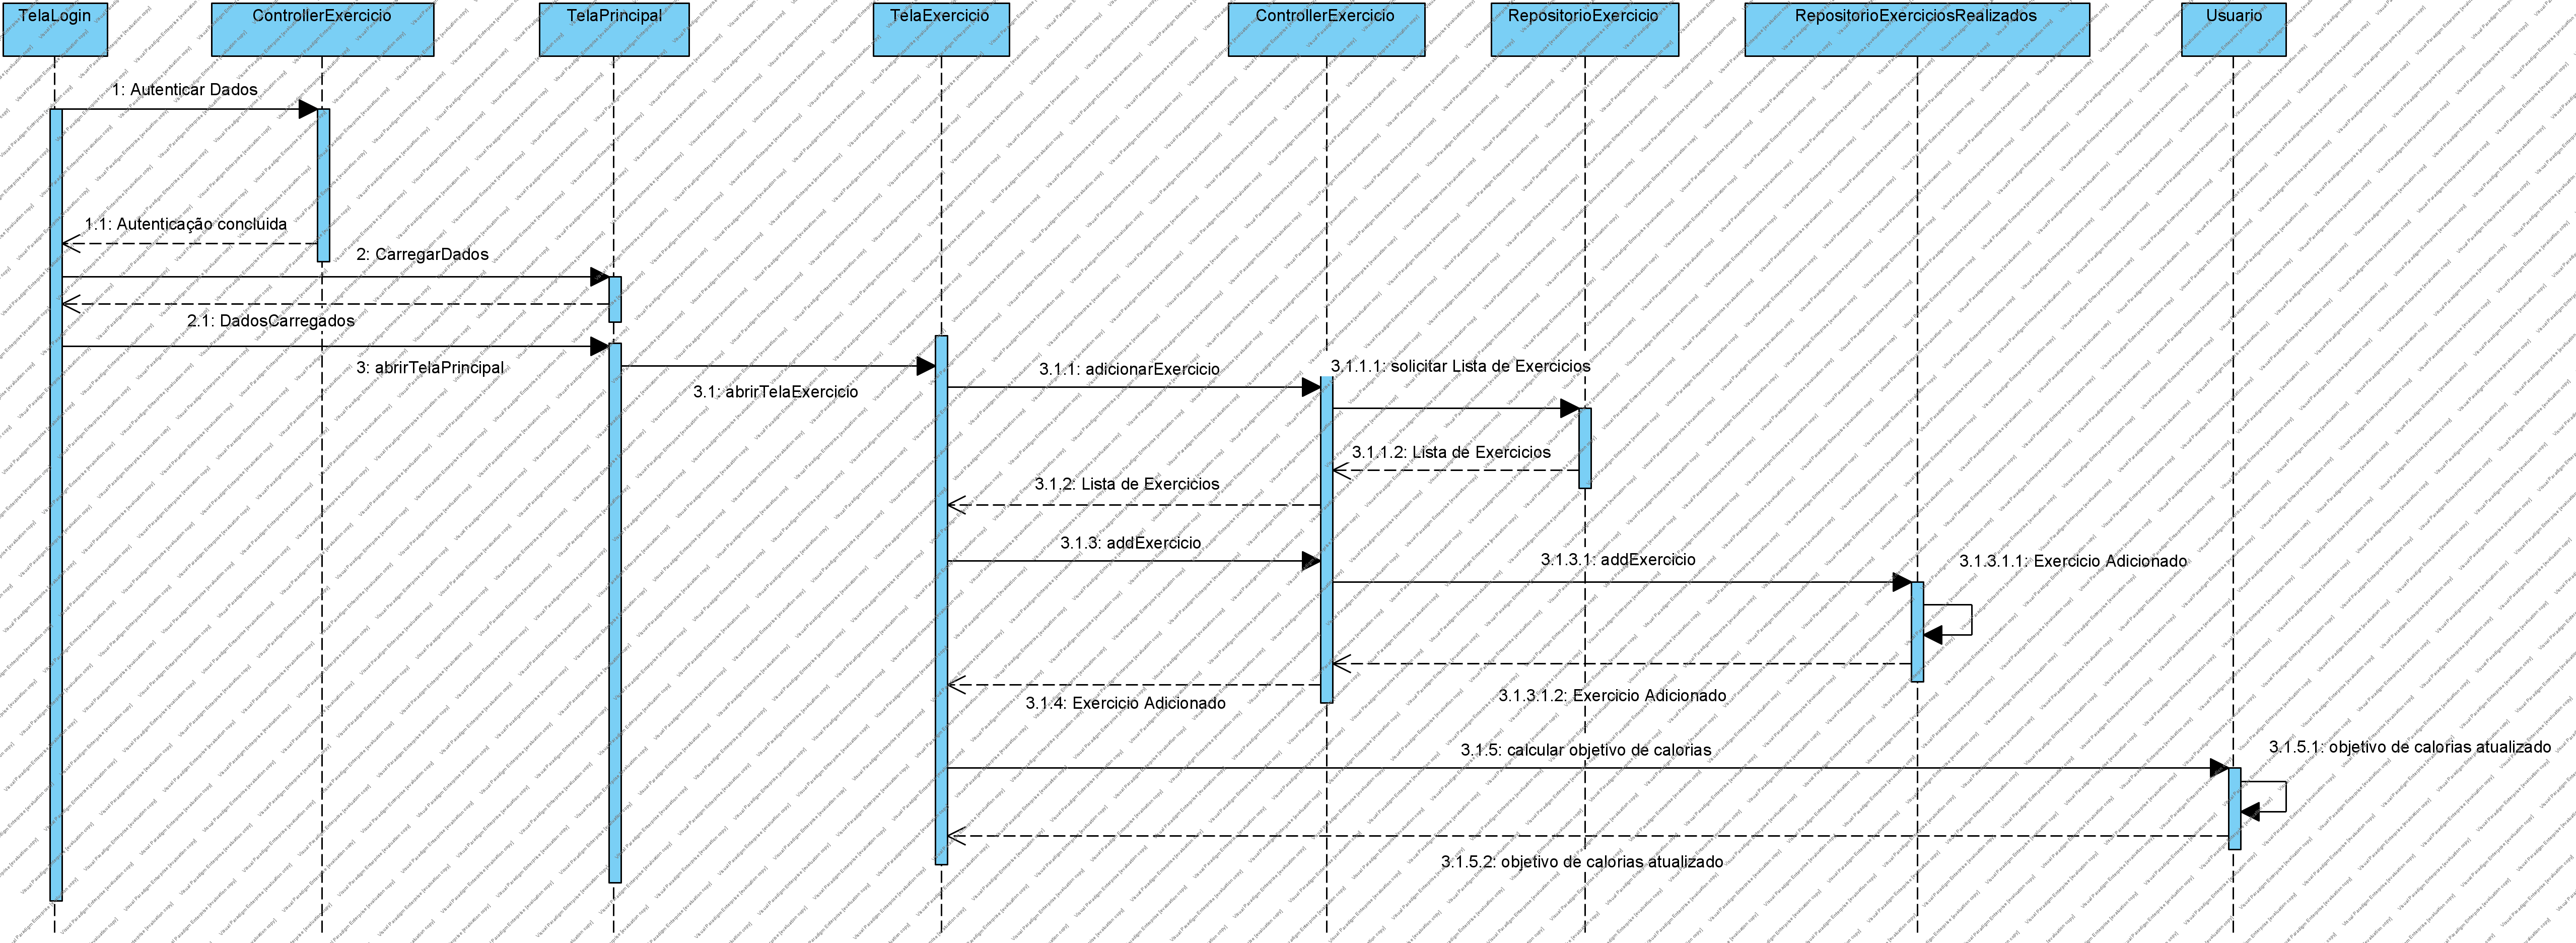 TelaLogin
ControllerExercicio
TelaPrincipal
TelaExercicio
ControllerExercicio
RepositorioExercicio
RepositorioExerciciosRealizados
Usuario
1: Autenticar Dados
1.1: Autenticação concluida
2: CarregarDados
2.1: DadosCarregados
3: abrirTelaPrincipal
3.1: abrirTelaExercicio
3.1.1: adicionarExercicio
3.1.1.1: solicitar Lista de Exercicios
3.1.1.2: Lista de Exercicios
3.1.2: Lista de Exercicios
3.1.3: addExercicio
3.1.3.1: addExercicio
3.1.3.1.1: Exercicio Adicionado
3.1.3.1.2: Exercicio Adicionado
3.1.4: Exercicio Adicionado
3.1.5: calcular objetivo de calorias
3.1.5.1: objetivo de calorias atualizado
3.1.5.2: objetivo de calorias atualizado
Visual Paradigm Enterprise [evaluation copy]